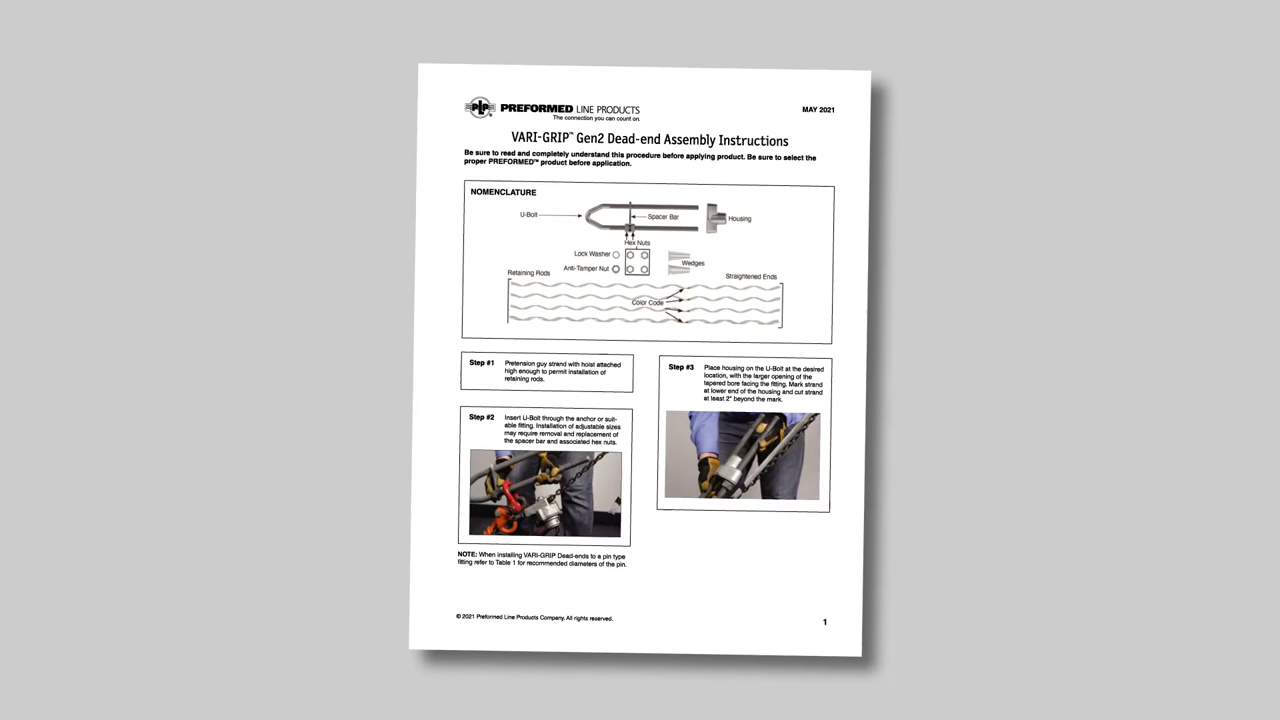 PLP
PREFORMED LINE PRODUCTS
The connection you can count on.
MAY 2021
VARI-GRIP™ Gen2 Dead-end Assembly Instructions
Be sure to read and completely understand this procedure before applying product. Be sure to select the
proper PREFORMED™ product before application.
NOMENCLATURE
U-Bolt
Spacer Bar
Housing
Hex Nuts
Lock Washer
Wedges
Anti-Tamper Nut
Retaining Rods
Straightened Ends
Color Code
Step #1
Pretension guy strand with hoist attached
high enough to permit installation of
retaining rods.
Step #2
Insert U-Bolt through the anchor or suit-
able fitting. Installation of adjustable sizes
may require removal and replacement of
the spacer bar and associated hex nuts.
NOTE: When installing VARI-GRIP Dead-ends to a pin type
fitting refer to Table 1 for recommended diameters of the pin.
Step #3
Place housing on the U-Bolt at the desired
location, with the larger opening of the
tapered bore facing the fitting. Mark strand
at lower end of the housing and cut strand
at least 2" beyond the mark.
© 2021 Preformed Line Products Company. All rights reserved.
1